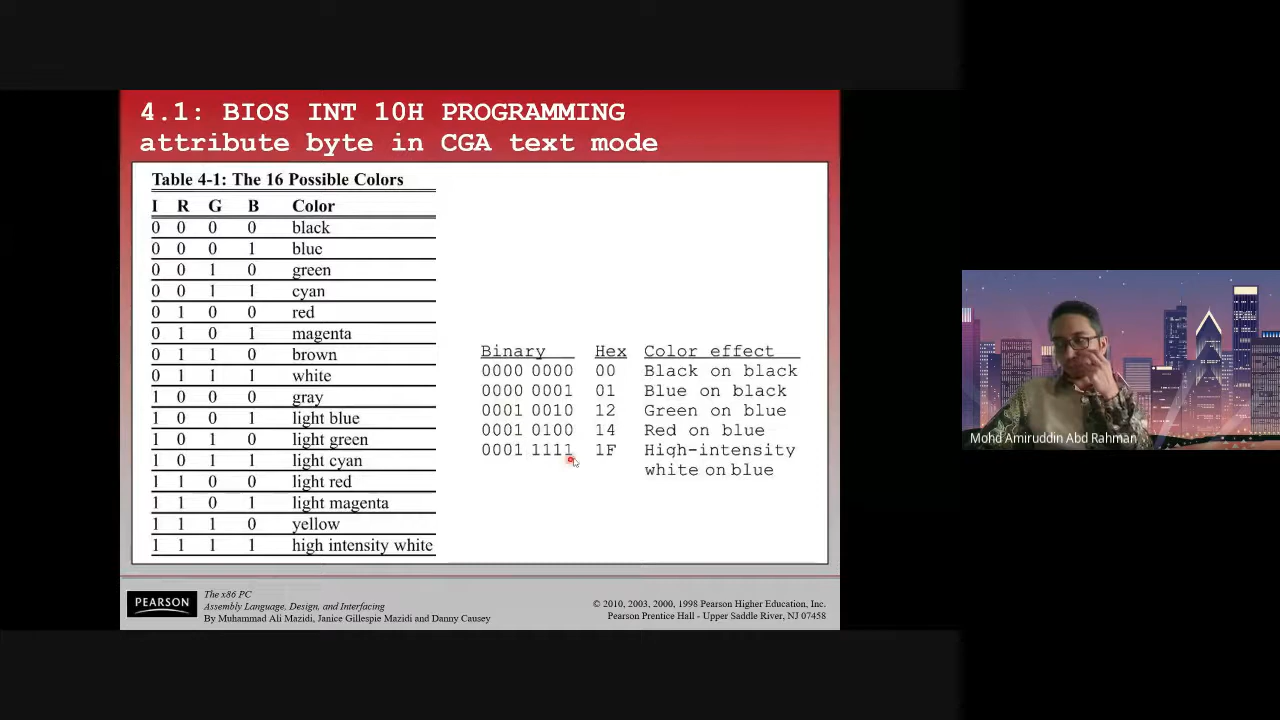 4.1: BIOS INT 10H PROGRAMMING
attribute byte in CGA text mode
Table 4-1: The 16 Possible Colors
I R G B Color
0 0 0 0 black
0 0 0 1 blue
0 0 1 0 green
0 0 1 1 cyan
0 1 0 0 red
0 1 0 1 magenta
0 1 1 0 brown
0 1 1 1 white
1 0 0 0 gray
1 0 0 1 light blue
1 0 1 0 light green
1 0 1 1 light cyan
1 1 0 0 light red
1 1 0 1 light magenta
1 1 1 0 yellow
1 1 1 1 high intensity white
Binary Hex Color effect
0000 0000 00 Black on black
0000 0001 01 Blue on black
0001 0010 12 Green on blue
0001 0100 14 Red on blue
0001 1111 1F High-intensity
white on blue
Mohd Amiruddin Abd Rahman
PEARSON
The x86 PC
Assembly Language, Design, and Interfacing
By Muhammad Ali Mazidi, Janice Gillespie Mazidi and Danny Causey
© 2010, 2003, 2000, 1998 Pearson Higher Education, Inc.
Pearson Prentice Hall - Upper Saddle River, NJ 07458